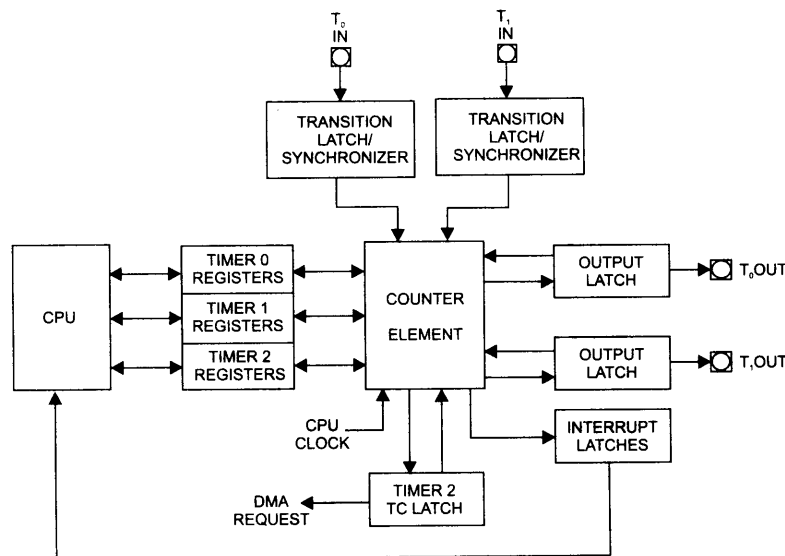 T₀
IN
T₁
IN
TRANSITION
LATCH/
SYNCHRONIZER
TRANSITION
LATCH/
SYNCHRONIZER
CPU
TIMER 0
REGISTERS
TIMER 1
REGISTERS
TIMER 2
REGISTERS
COUNTER
ELEMENT
OUTPUT
LATCH
T₀OUT
OUTPUT
LATCH
T₁OUT
CPU
CLOCK
INTERRUPT
LATCHES
DMA
REQUEST
TIMER 2
TC LATCH